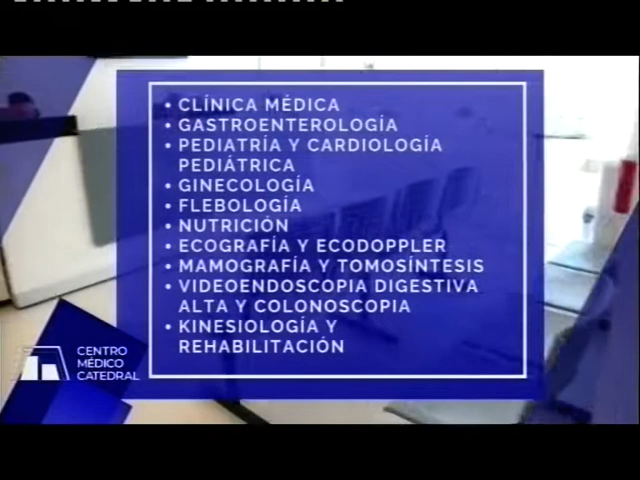 • CLÍNICA MÉDICA
• GASTROENTEROLOGÍA
• PEDIATRÍA Y CARDIOLOGÍA
PEDIÁTRICA
• GINECOLOGÍA
• FLEBOLOGÍA
• NUTRICIÓN
• ECOGRAFÍA Y ECODOPPLER
• MAMOGRAFÍA Y TOMOSÍNTESIS
• VIDEOENDOSCOPIA DIGESTIVA
ALTA Y COLONOSCOPIA
• KINESIOLOGÍA Y
REHABILITACIÓN
CENTRO
MÉDICO
CATEDRAL